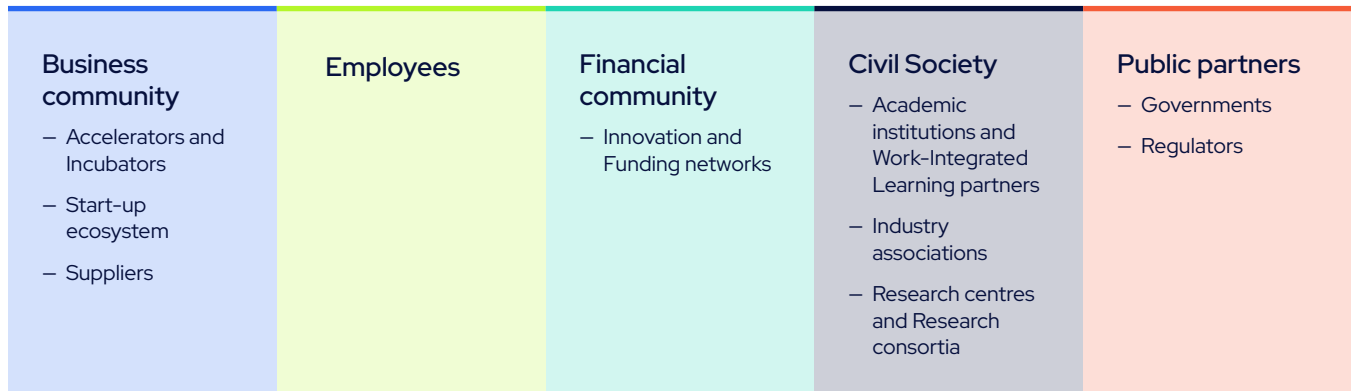 Business
community
— Accelerators and
Incubators
— Start-up
ecosystem
— Suppliers
Employees
Financial
community
— Innovation and
Funding networks
Civil Society
— Academic
institutions and
Work-Integrated
Learning partners
— Industry
associations
— Research centres
and Research
consortia
Public partners
— Governments
— Regulators